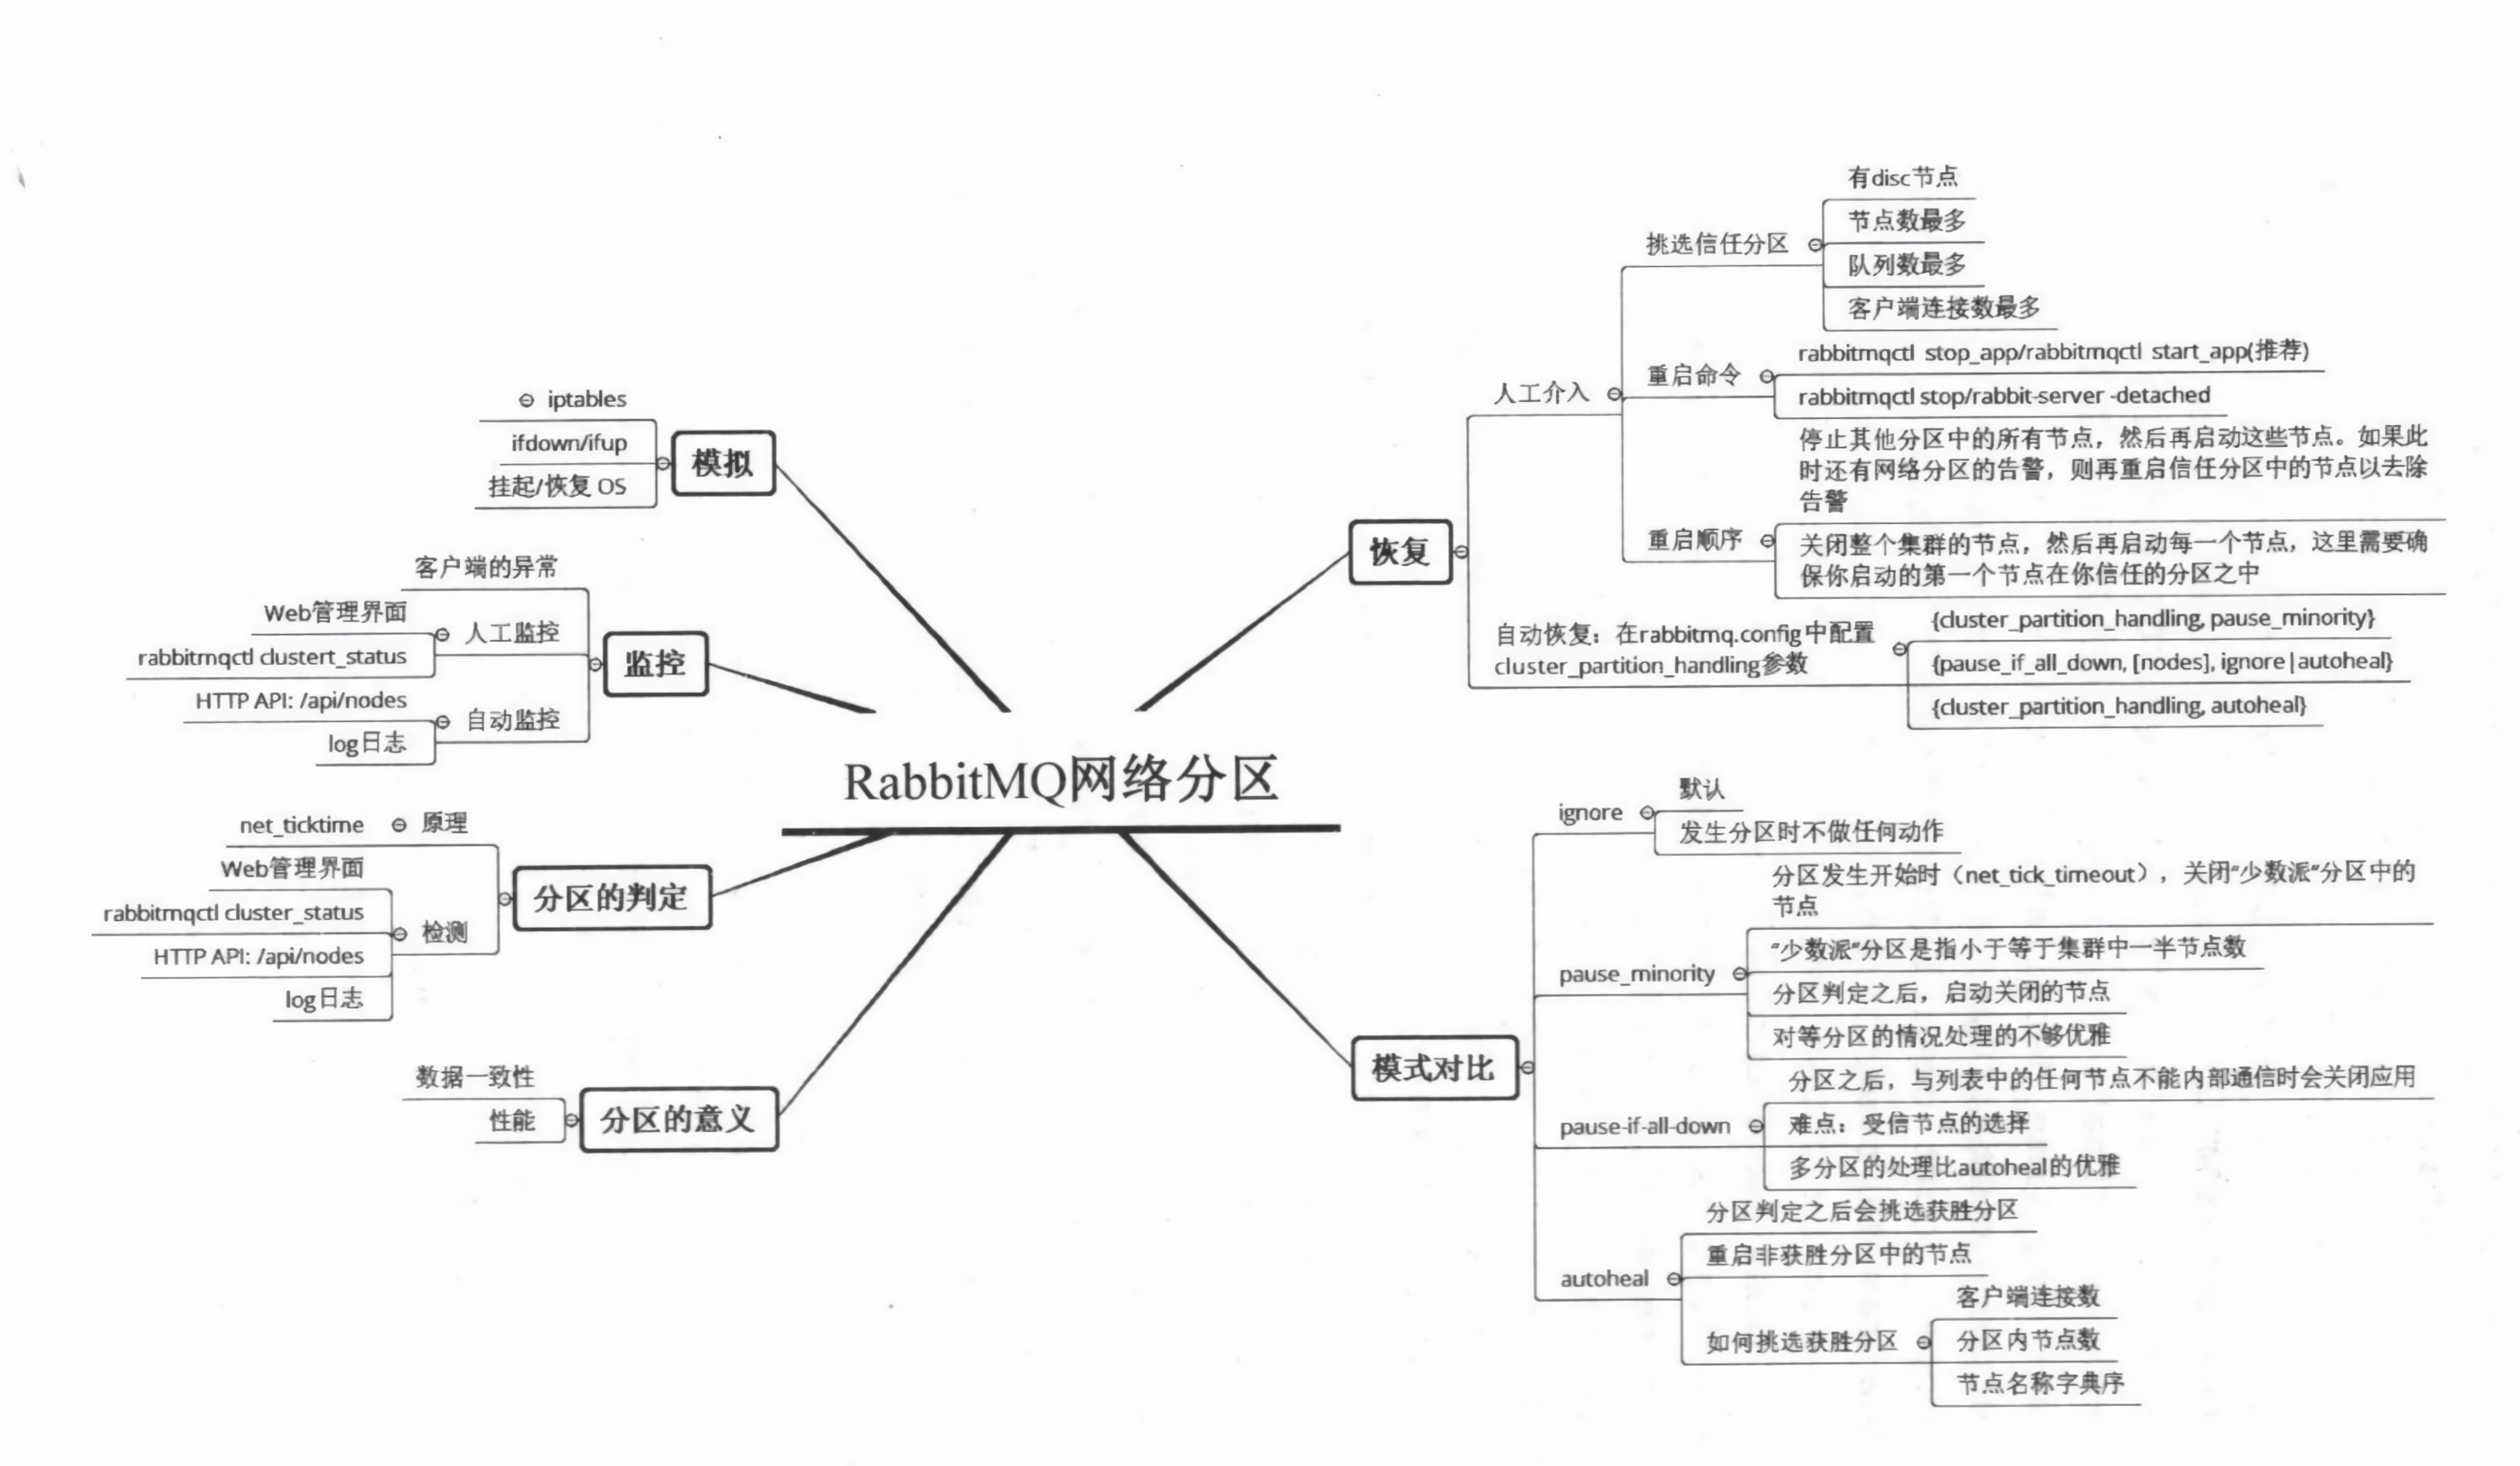 RabbitMQ网络分区
模拟
iptables
ifdown/ifup
挂起/恢复 OS
监控
客户端的异常
人工监控
Web管理界面
rabbitmqctl clustert_status
自动监控
HTTP API: /api/nodes
log日志
分区的判定
原理
net_ticktime
检测
Web管理界面
rabbitmqctl cluster_status
HTTP API: /api/nodes
log日志
分区的意义
数据一致性
性能
恢复
人工介入
挑选信任分区
有disc节点
节点数最多
队列数最多
客户端连接数最多
重启命令
rabbitmqctl stop_app/rabbitmqctl start_app(推荐)
rabbitmqctl stop/rabbit-server -detached
重启顺序
停止其他分区中的所有节点，然后再启动这些节点。如果此
时还有网络分区的告警，则再重启信任分区中的节点以去除
告警
关闭整个集群的节点，然后再启动每一个节点，这里需要确
保你启动的第一个节点在你信任的分区之中
自动恢复：在rabbitmq.config中配置
cluster_partition_handling参数
{cluster_partition_handling, pause_minority}
{pause_if_all_down, [nodes], ignore|autoheal}
{cluster_partition_handling, autoheal}
模式对比
ignore
默认
发生分区时不做任何动作
pause_minority
分区发生开始时（net_tick_timeout），关闭“少数派”分区中的
节点
“少数派”分区是指小于等于集群中一半节点数
分区判定之后，启动关闭的节点
对等分区的情况处理的不够优雅
pause-if-all-down
分区之后，与列表中的任何节点不能内部通信时会关闭应用
难点：受信节点的选择
多分区的处理比autoheal的优雅
autoheal
分区判定之后会挑选获胜分区
重启非获胜分区中的节点
如何挑选获胜分区
客户端连接数
分区内节点数
节点名称字典序